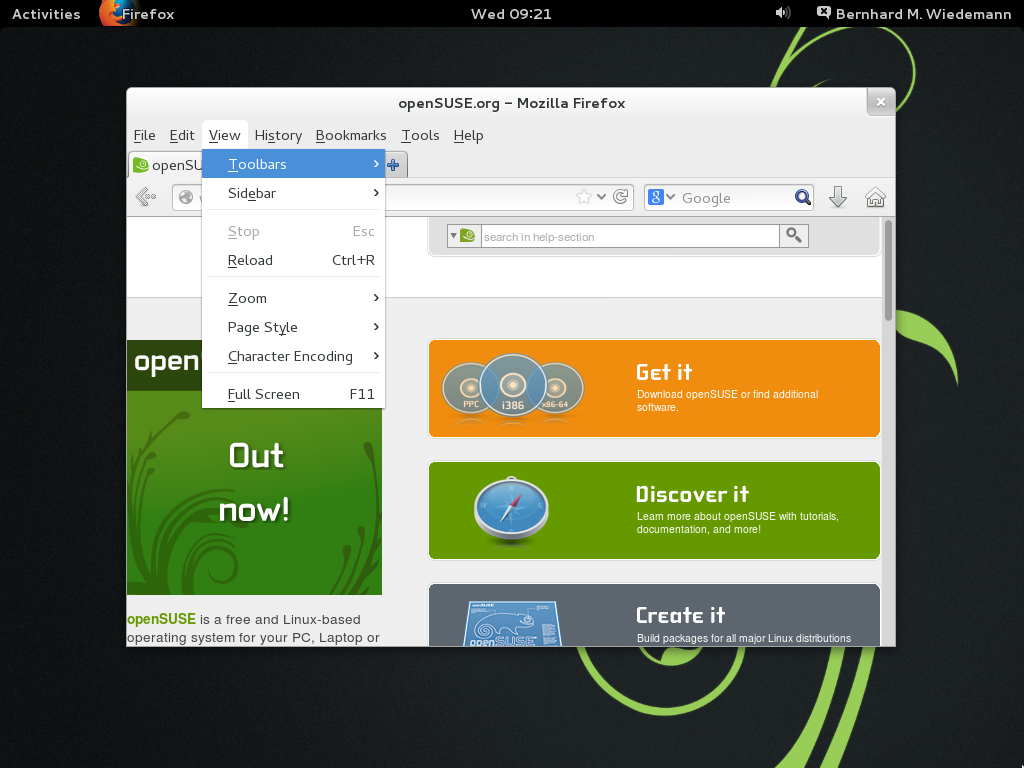 Activities Firefox Wed 09:21 Bernhard M. Wiedemann
openSUSE.org - Mozilla Firefox
File Edit View History Bookmarks Tools Help
openSU
Toolbars
Sidebar
Stop Esc
Reload Ctrl+R
Zoom
Page Style
Character Encoding
Full Screen F11
8 Google
search in help-section
open
Out
now!
openSUSE is a free and Linux-based
operating system for your PC, Laptop or
PPC i386 x86-64
Get it
Download openSUSE or find additional
software.
Discover it
Learn more about openSUSE with tutorials,
documentation, and more!
openSUSE
Create it
Build packages for all major Linux distributions